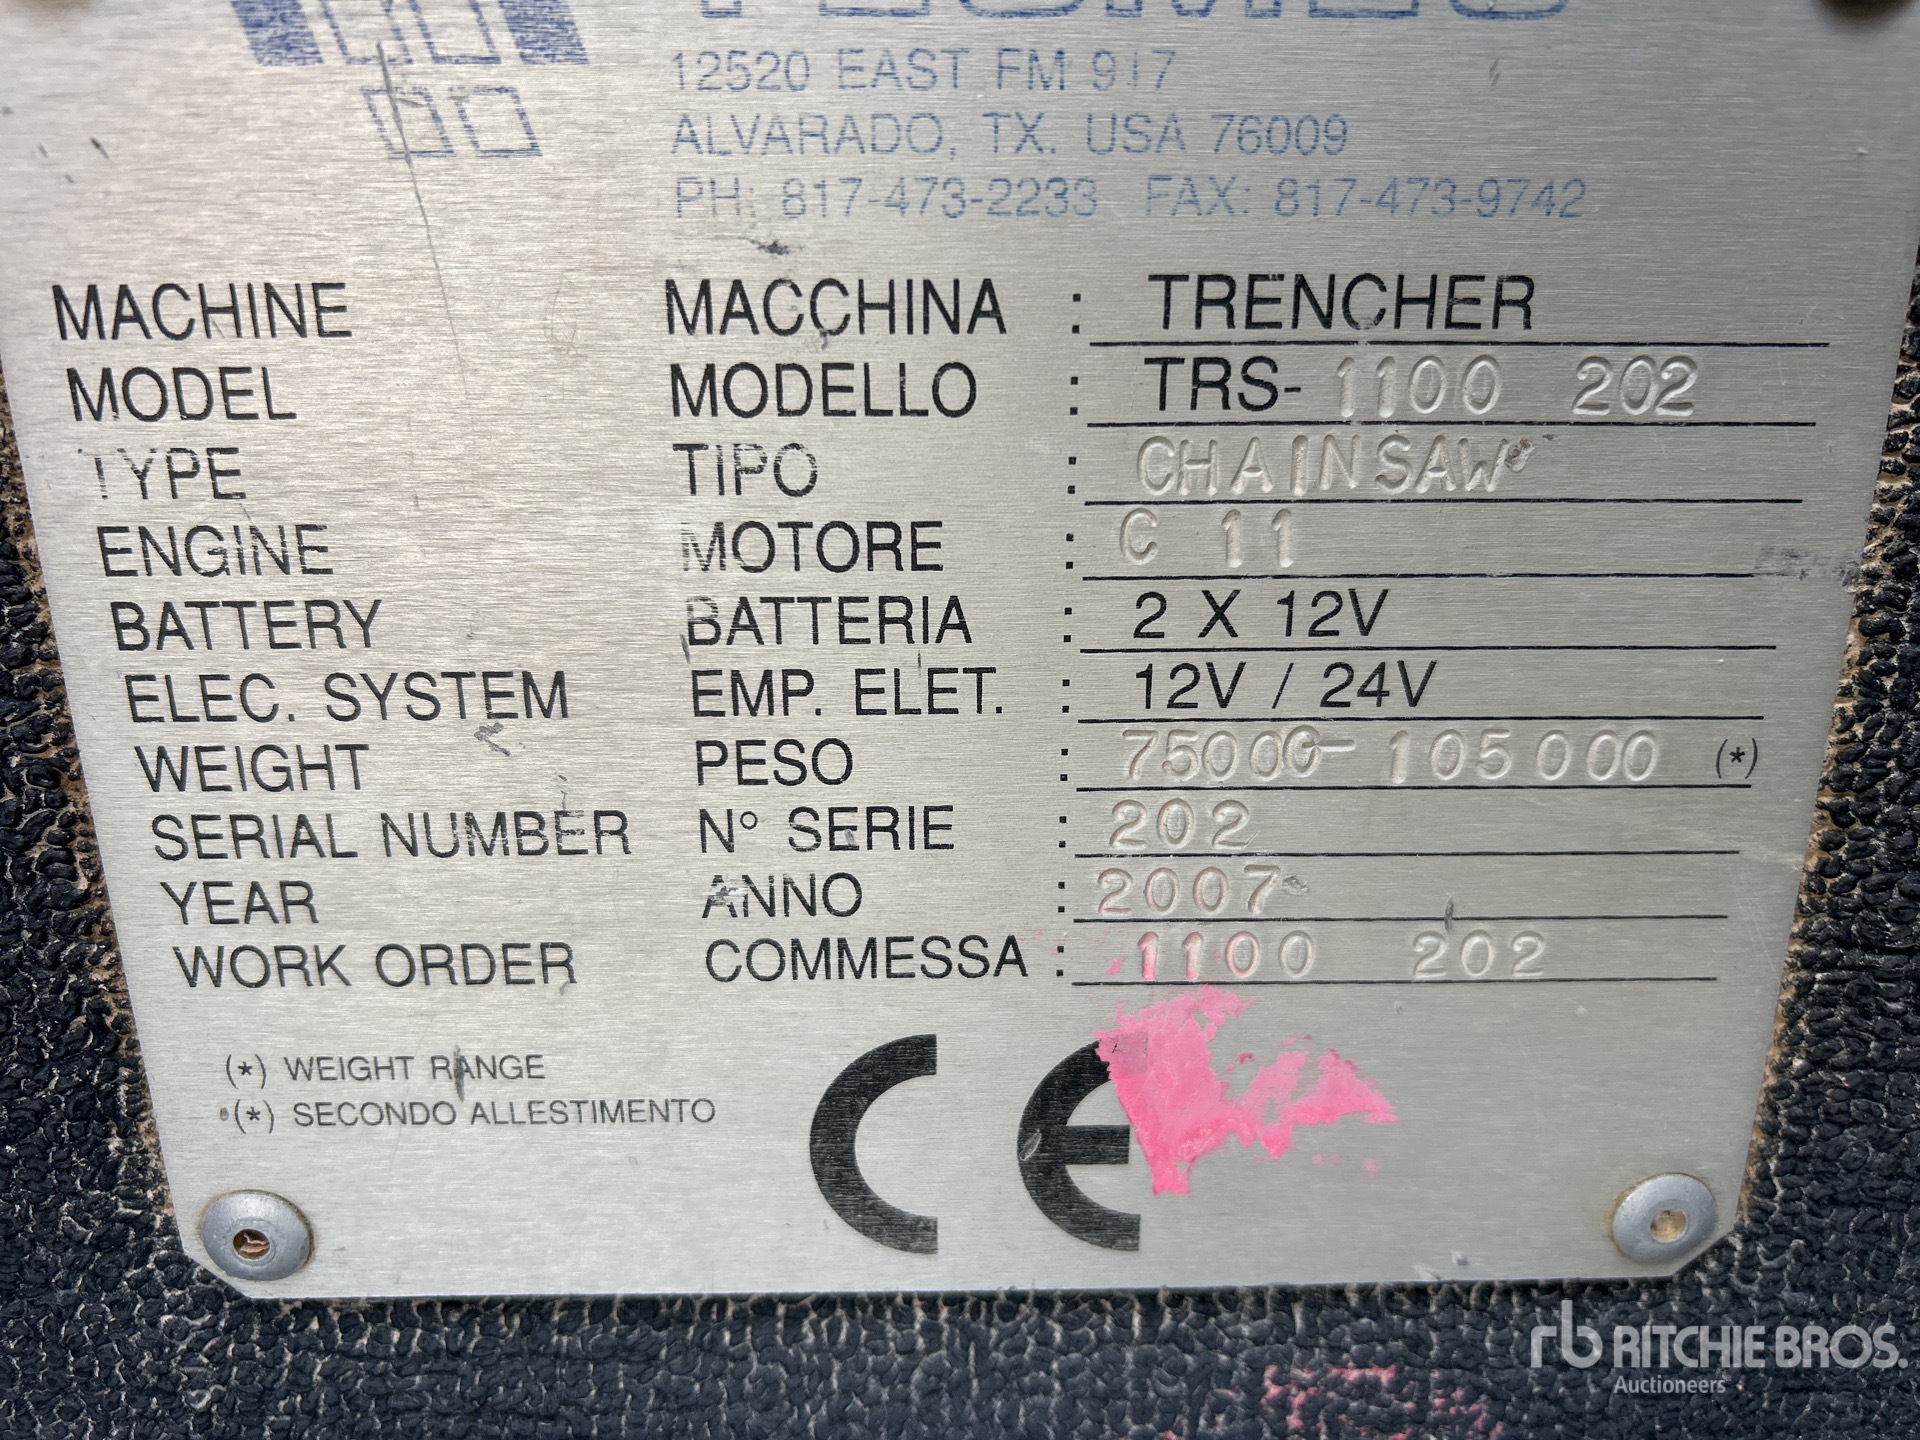 12520 EAST FM 917
ALVARADO, TX. USA 76009
PH: 817-473-2233 FAX: 817-473-9742
MACHINE MACCHINA : TRENCHER
MODEL MODELLO : TRS-1100 202
TYPE TIPO : CHAINSAW
ENGINE MOTORE : C 11
BATTERY BATTERIA : 2 X 12V
ELEC. SYSTEM EMP. ELET. : 12V / 24V
WEIGHT PESO : 75000-105000 (*)
SERIAL NUMBER N° SERIE : 202
YEAR ANNO : 2007
WORK ORDER COMMESSA : 1100 202
(*) WEIGHT RANGE
(*) SECONDO ALLESTIMENTO
CE
rb RITCHIE BROS.
Auctioneers